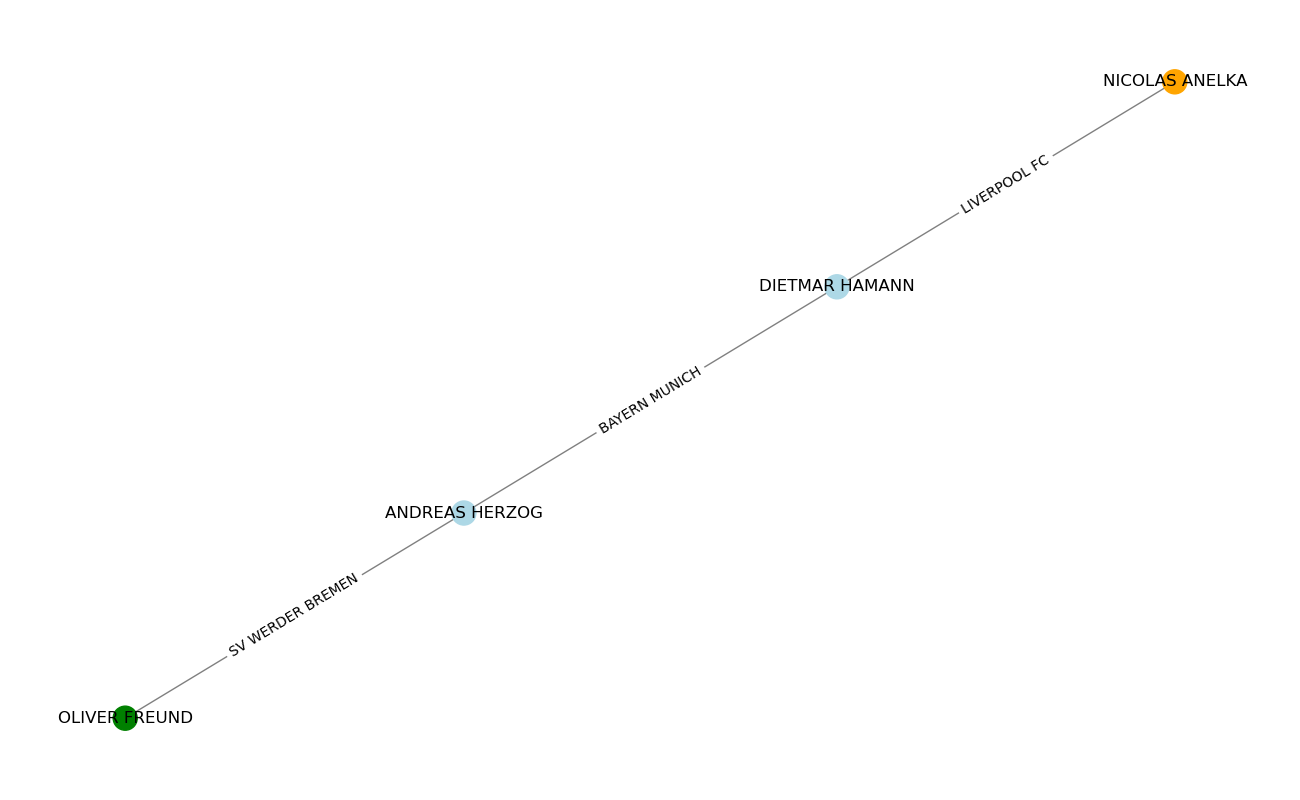 NICOLAS ANELKA
LIVERPOOL FC
DIETMAR HAMANN
BAYERN MUNICH
ANDREAS HERZOG
SV WERDER BREMEN
OLIVER FREUND